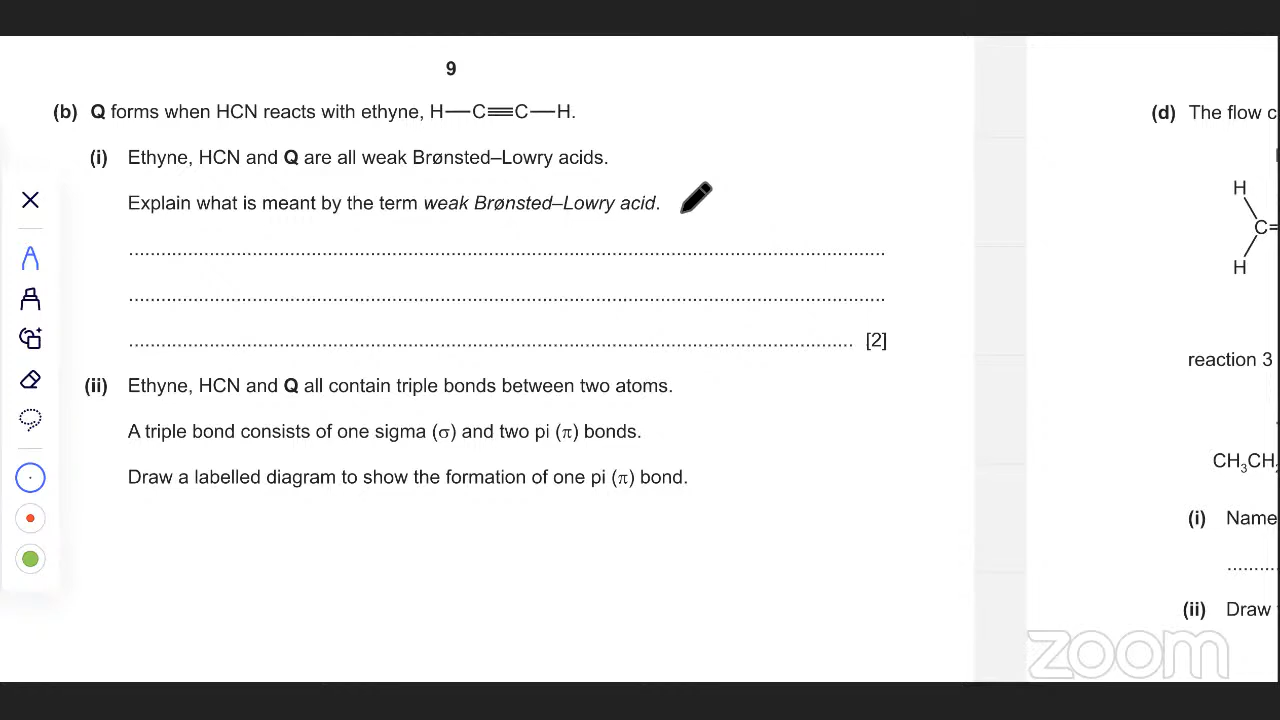 9
(b) Q forms when HCN reacts with ethyne, H—C≡C—H.
(i) Ethyne, HCN and Q are all weak Brønsted–Lowry acids.
Explain what is meant by the term weak Brønsted–Lowry acid.
[2]
(ii) Ethyne, HCN and Q all contain triple bonds between two atoms.
A triple bond consists of one sigma (σ) and two pi (π) bonds.
Draw a labelled diagram to show the formation of one pi (π) bond.
(d) The flow c
H
C=
H
reaction 3
CH₃CH₂
(i) Name
(ii) Draw
zoom